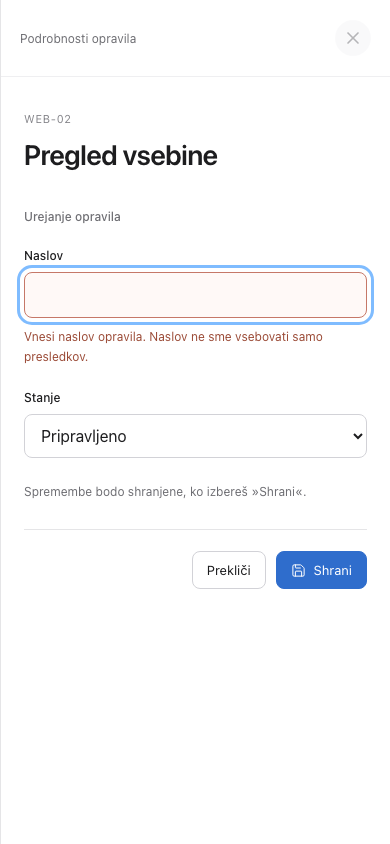 Podrobnosti opravila
WEB-02
Pregled vsebine
Urejanje opravila
Naslov
Vnesi naslov opravila. Naslov ne sme vsebovati samo
presledkov.
Stanje
Pripravljeno
Spremembe bodo shranjene, ko izbereš »Shrani«.
Prekliči
Shrani